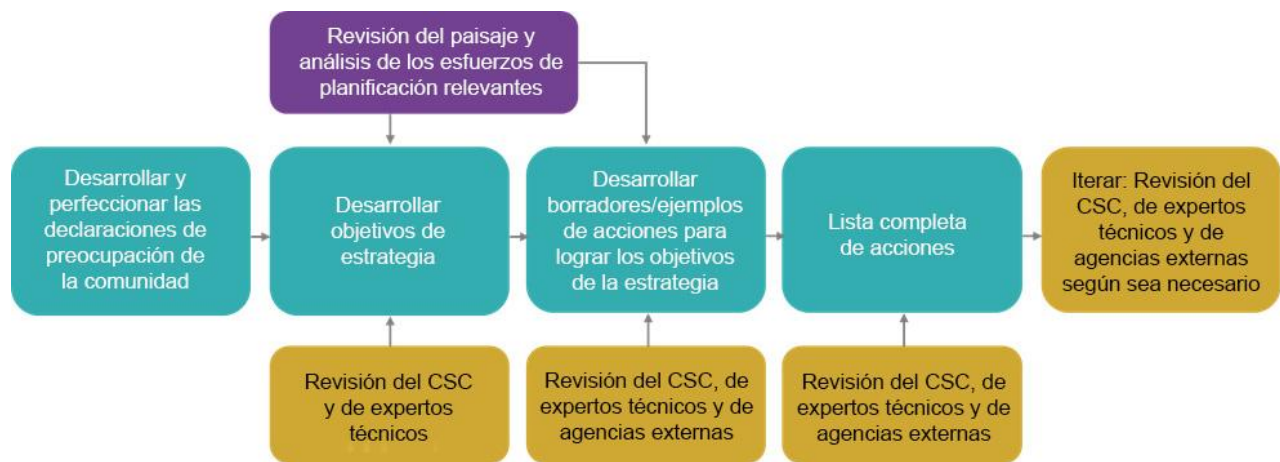 Revisión del paisaje y
análisis de los esfuerzos de
planificación relevantes
Desarrollar y
perfeccionar las
declaraciones de
preocupación de
la comunidad
Desarrollar
objetivos de
estrategia
Desarrollar
borradores/ejemplos
de acciones para
lograr los objetivos
de la estrategia
Lista completa
de acciones
Iterar: Revisión del
CSC, de expertos
técnicos y de
agencias externas
según sea necesario
Revisión del CSC
y de expertos
técnicos
Revisión del CSC, de
expertos técnicos y de
agencias externas
Revisión del CSC, de
expertos técnicos y de
agencias externas